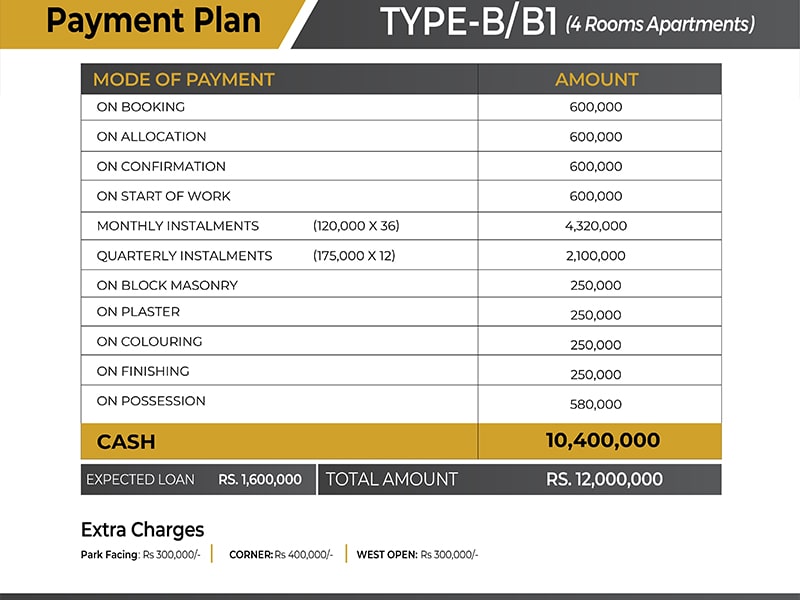 Payment Plan TYPE-B/B1 (4 Rooms Apartments)
MODE OF PAYMENT AMOUNT
ON BOOKING 600,000
ON ALLOCATION 600,000
ON CONFIRMATION 600,000
ON START OF WORK 600,000
MONTHLY INSTALMENTS (120,000 X 36) 4,320,000
QUARTERLY INSTALMENTS (175,000 X 12) 2,100,000
ON BLOCK MASONRY 250,000
ON PLASTER 250,000
ON COLOURING 250,000
ON FINISHING 250,000
ON POSSESSION 580,000
CASH 10,400,000
EXPECTED LOAN RS. 1,600,000 TOTAL AMOUNT RS. 12,000,000
Extra Charges
Park Facing: Rs 300,000/- CORNER: Rs 400,000/- WEST OPEN: Rs 300,000/-